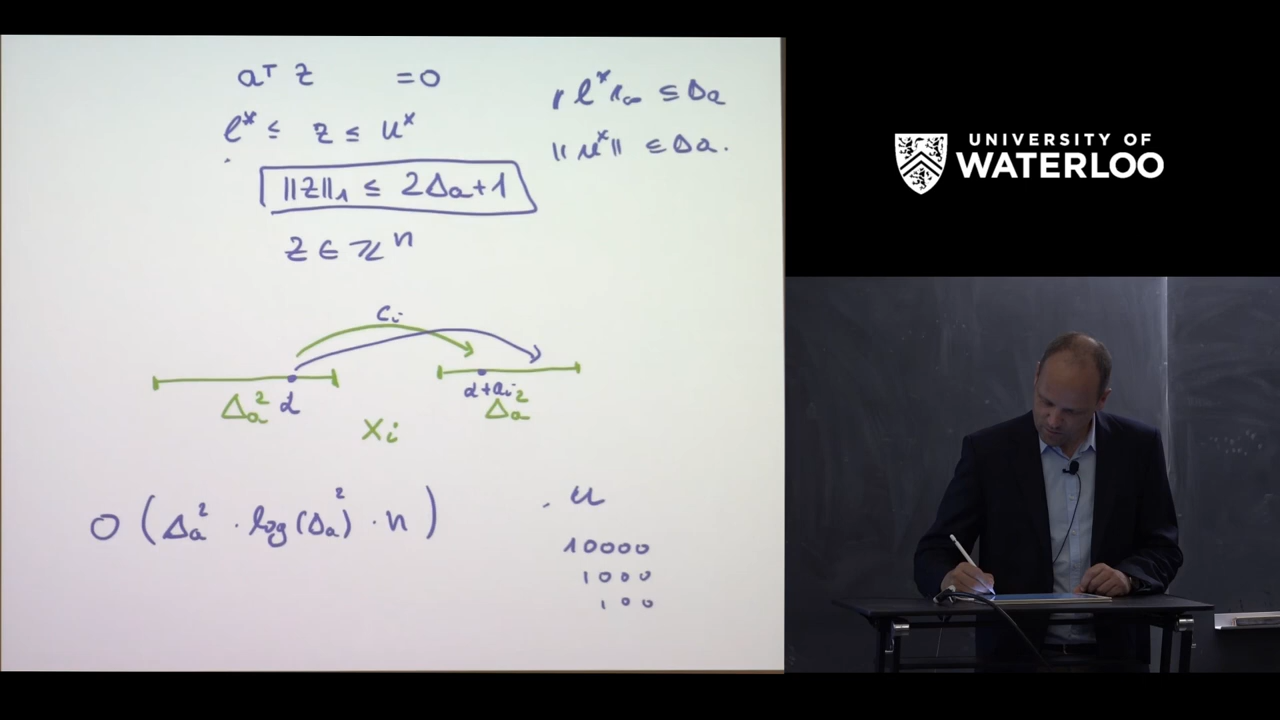 aᵀ z = 0
ℓ* ≤ z ≤ u*
‖z‖₁ ≤ 2Δa+1
z ∈ ℤⁿ
‖ℓ*‖∞ ≤ Δa
‖u*‖ ≤ Δa.
Ci
Δa² d
d+ai
Δa²
Xi
O (Δa² · log(Δa)² · n)
u
10000
1000
100
UNIVERSITY OF
WATERLOO